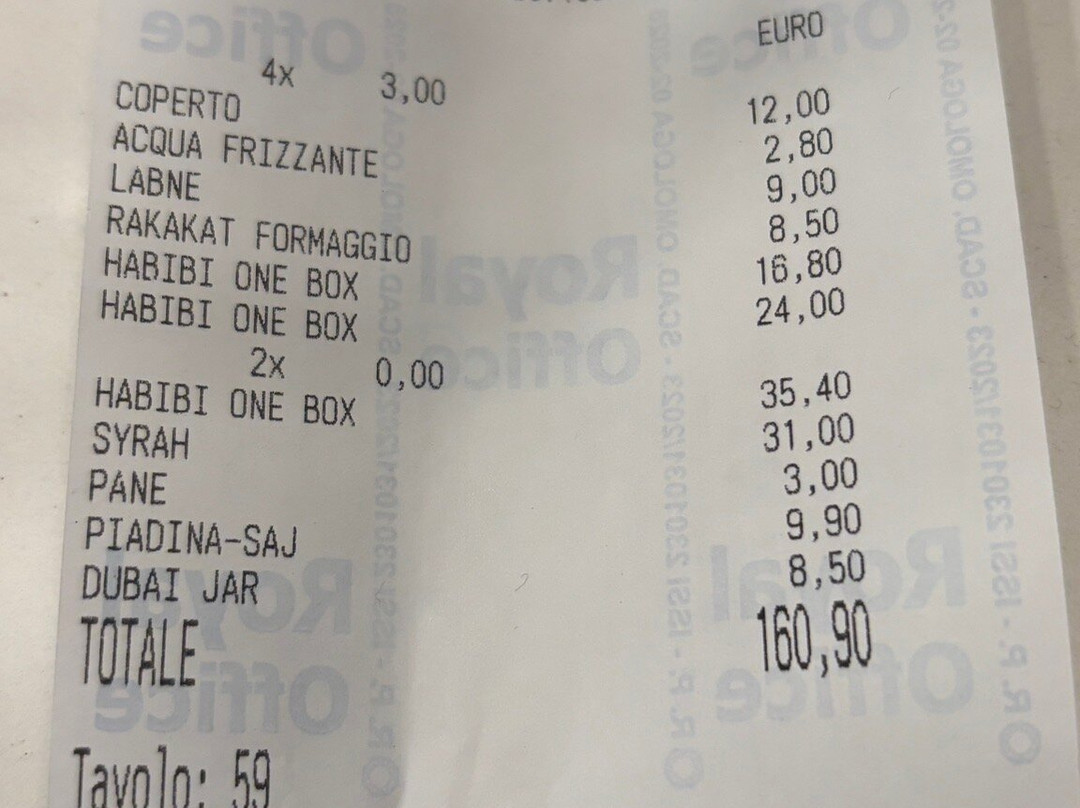 EURO
4x 3,00
COPERTO 12,00
ACQUA FRIZZANTE 2,80
LABNE 9,00
RAKAKAT FORMAGGIO 8,50
HABIBI ONE BOX 16,80
HABIBI ONE BOX 24,00
2x 0,00
HABIBI ONE BOX 35,40
SYRAH 31,00
PANE 3,00
PIADINA-SAJ 9,90
DUBAI JAR 8,50
TOTALE 160,90
Tavolo: 59